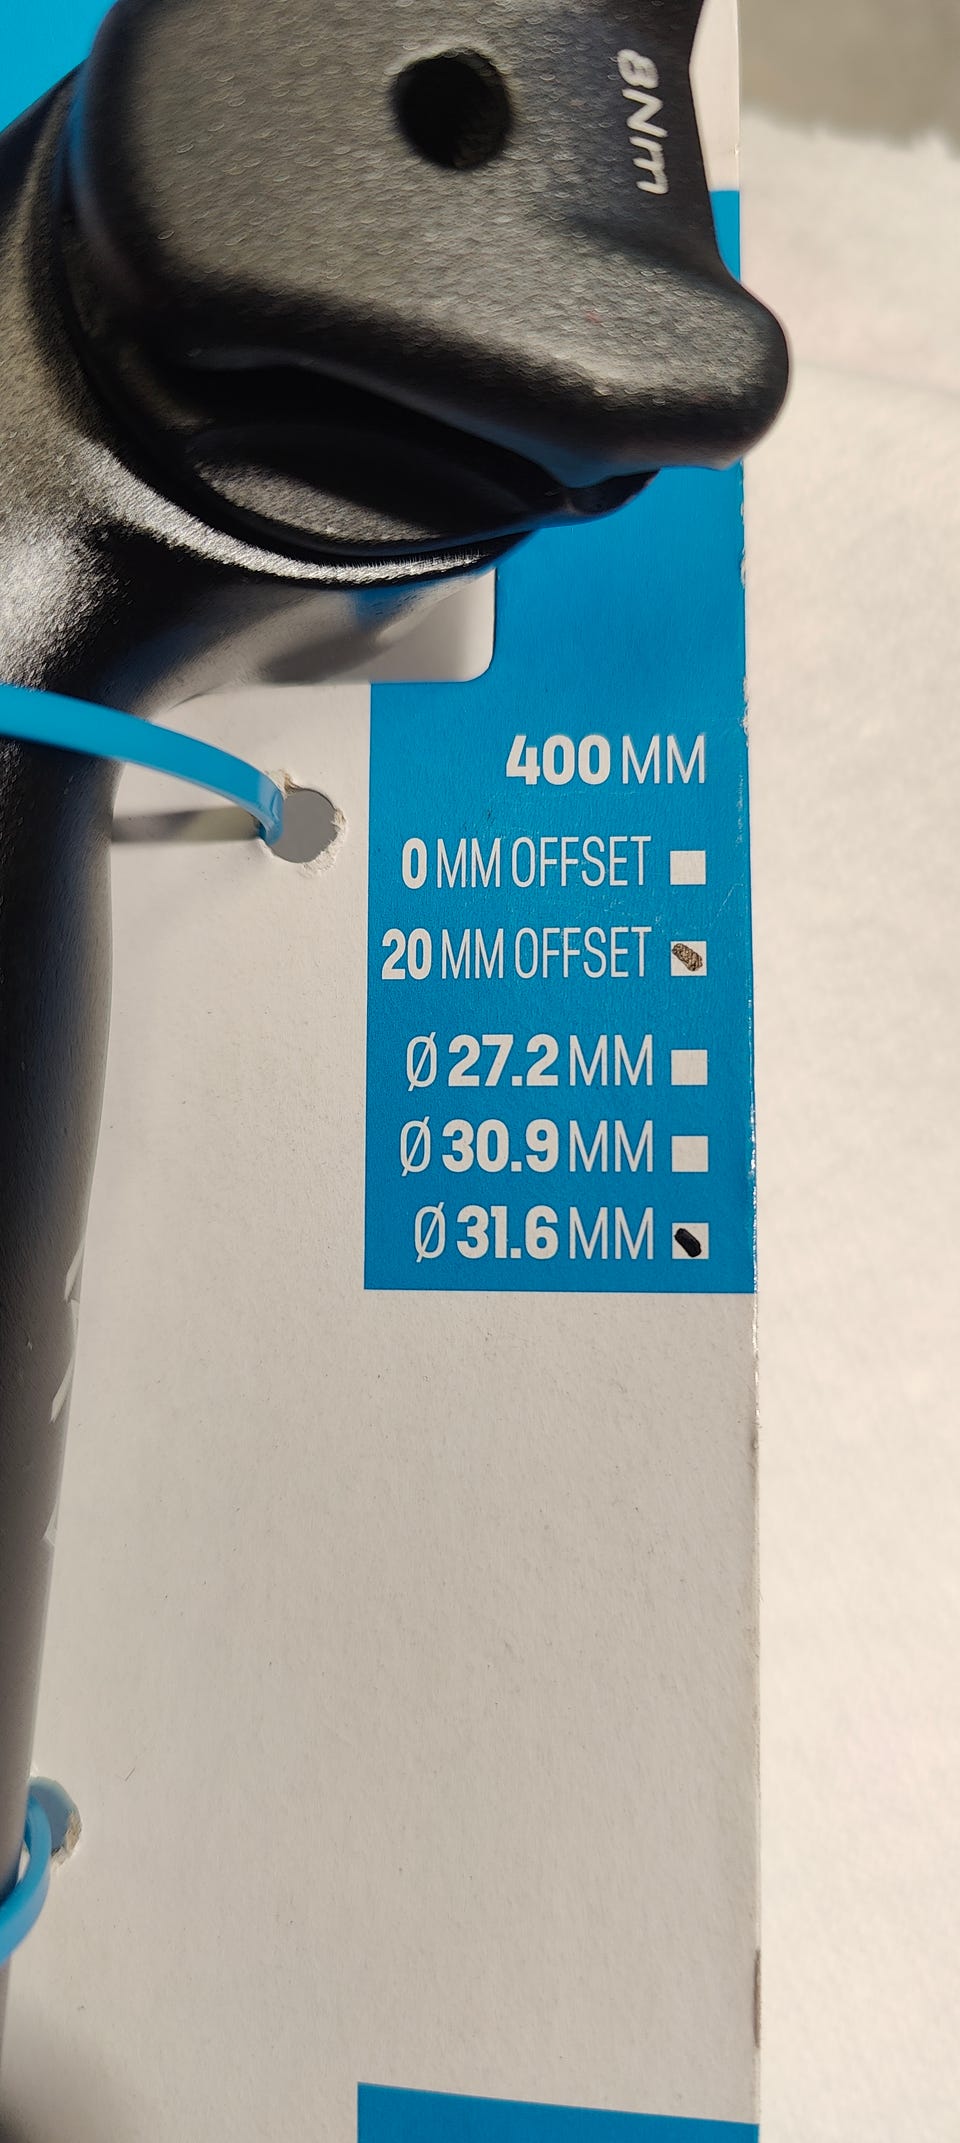 8Nm
400 MM
0 MM OFFSET
20 MM OFFSET
Ø 27.2 MM
Ø 30.9 MM
Ø 31.6 MM